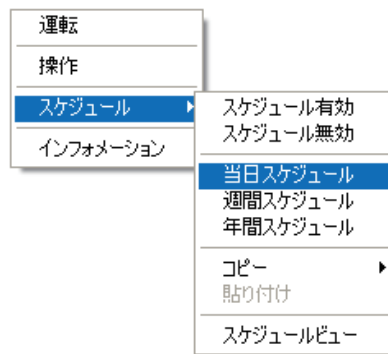 運転
操作
スケジュール
インフォメーション
スケジュール有効
スケジュール無効
当日スケジュール
週間スケジュール
年間スケジュール
コピー
貼り付け
スケジュールビュー